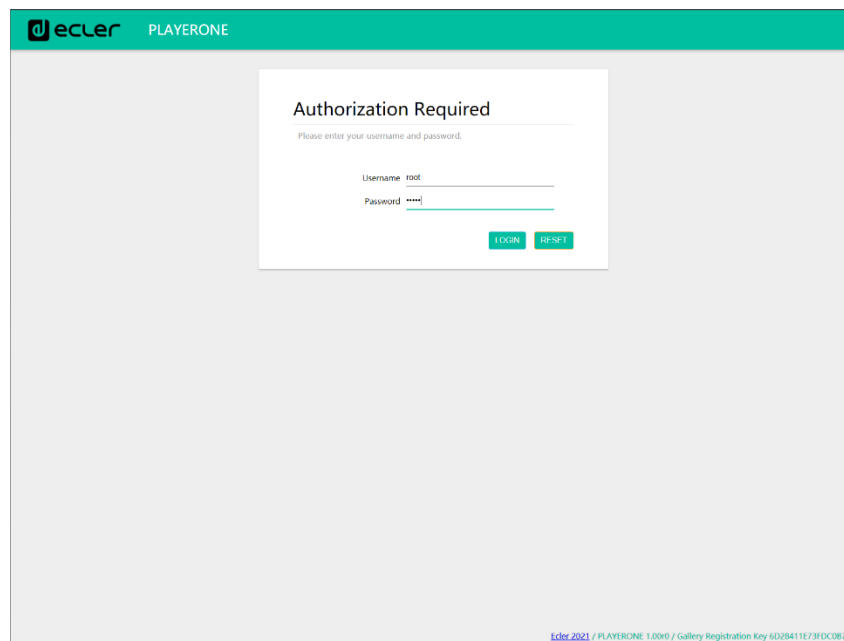 ecler PLAYERONE
Authorization Required
Please enter your username and password.
Username root
Password •••••
LOGIN RESET
Ecler 2021 / PLAYERONE 1.00r0 / Gallery Registration Key